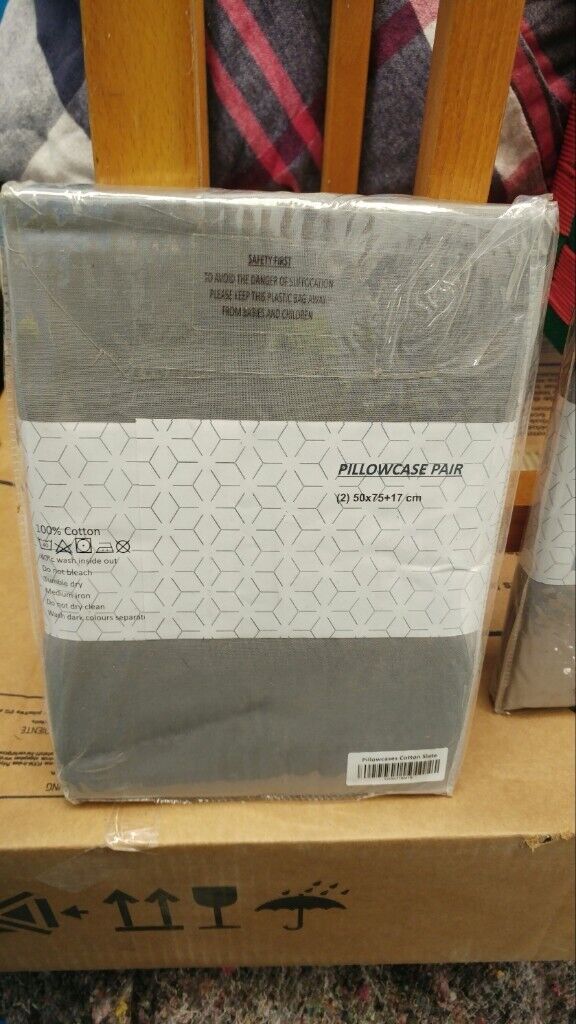 SAFETY FIRST
TO AVOID THE DANGER OF SUFFOCATION
PLEASE KEEP THIS PLASTIC BAG AWAY
FROM BABIES AND CHILDREN
PILLOWCASE PAIR
(2) 50x75+17 cm
100% Cotton
wash inside out
Do not bleach
Tumble dry
Medium iron
Do not dry clean
Wash dark colours separatl
Pillowcases Cotton Slate